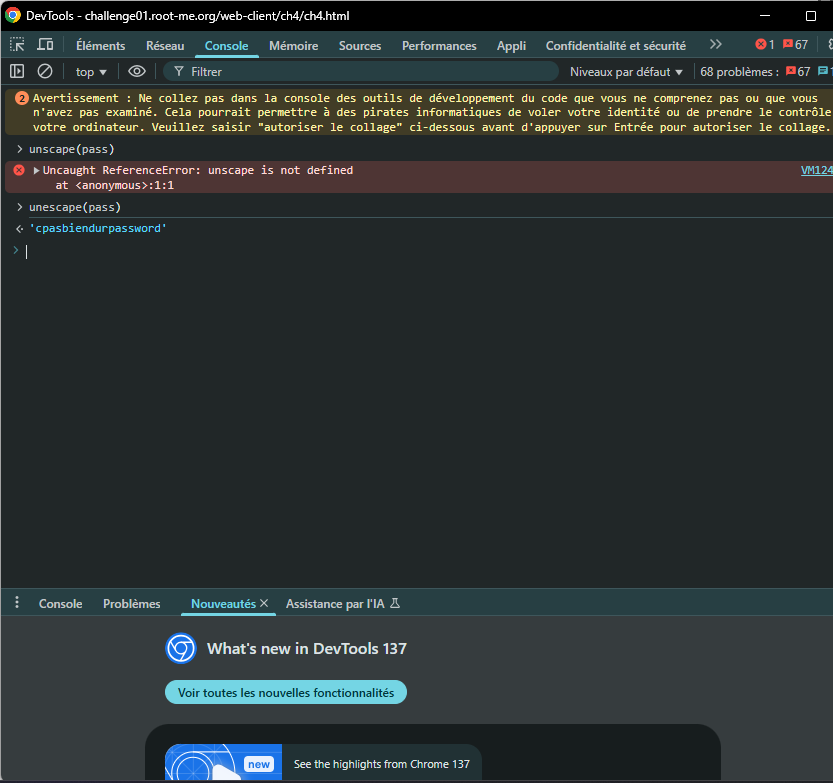 DevTools - challenge01.root-me.org/web-client/ch4/ch4.html
Éléments Réseau Console Mémoire Sources Performances Appli Confidentialité et sécurité 1 67
top Filtrer Niveaux par défaut 68 problèmes : 67 1
2 Avertissement : Ne collez pas dans la console des outils de développement du code que vous ne comprenez pas ou que vous
n'avez pas examiné. Cela pourrait permettre à des pirates informatiques de voler votre identité ou de prendre le contrôle
votre ordinateur. Veuillez saisir "autoriser le collage" ci-dessous avant d'appuyer sur Entrée pour autoriser le collage.
> unscape(pass)
Uncaught ReferenceError: unscape is not defined VM124
at <anonymous>:1:1
> unescape(pass)
'cpasbiendurpassword'
>
Console Problèmes Nouveautés Assistance par l'IA
What's new in DevTools 137
Voir toutes les nouvelles fonctionnalités
new See the highlights from Chrome 137